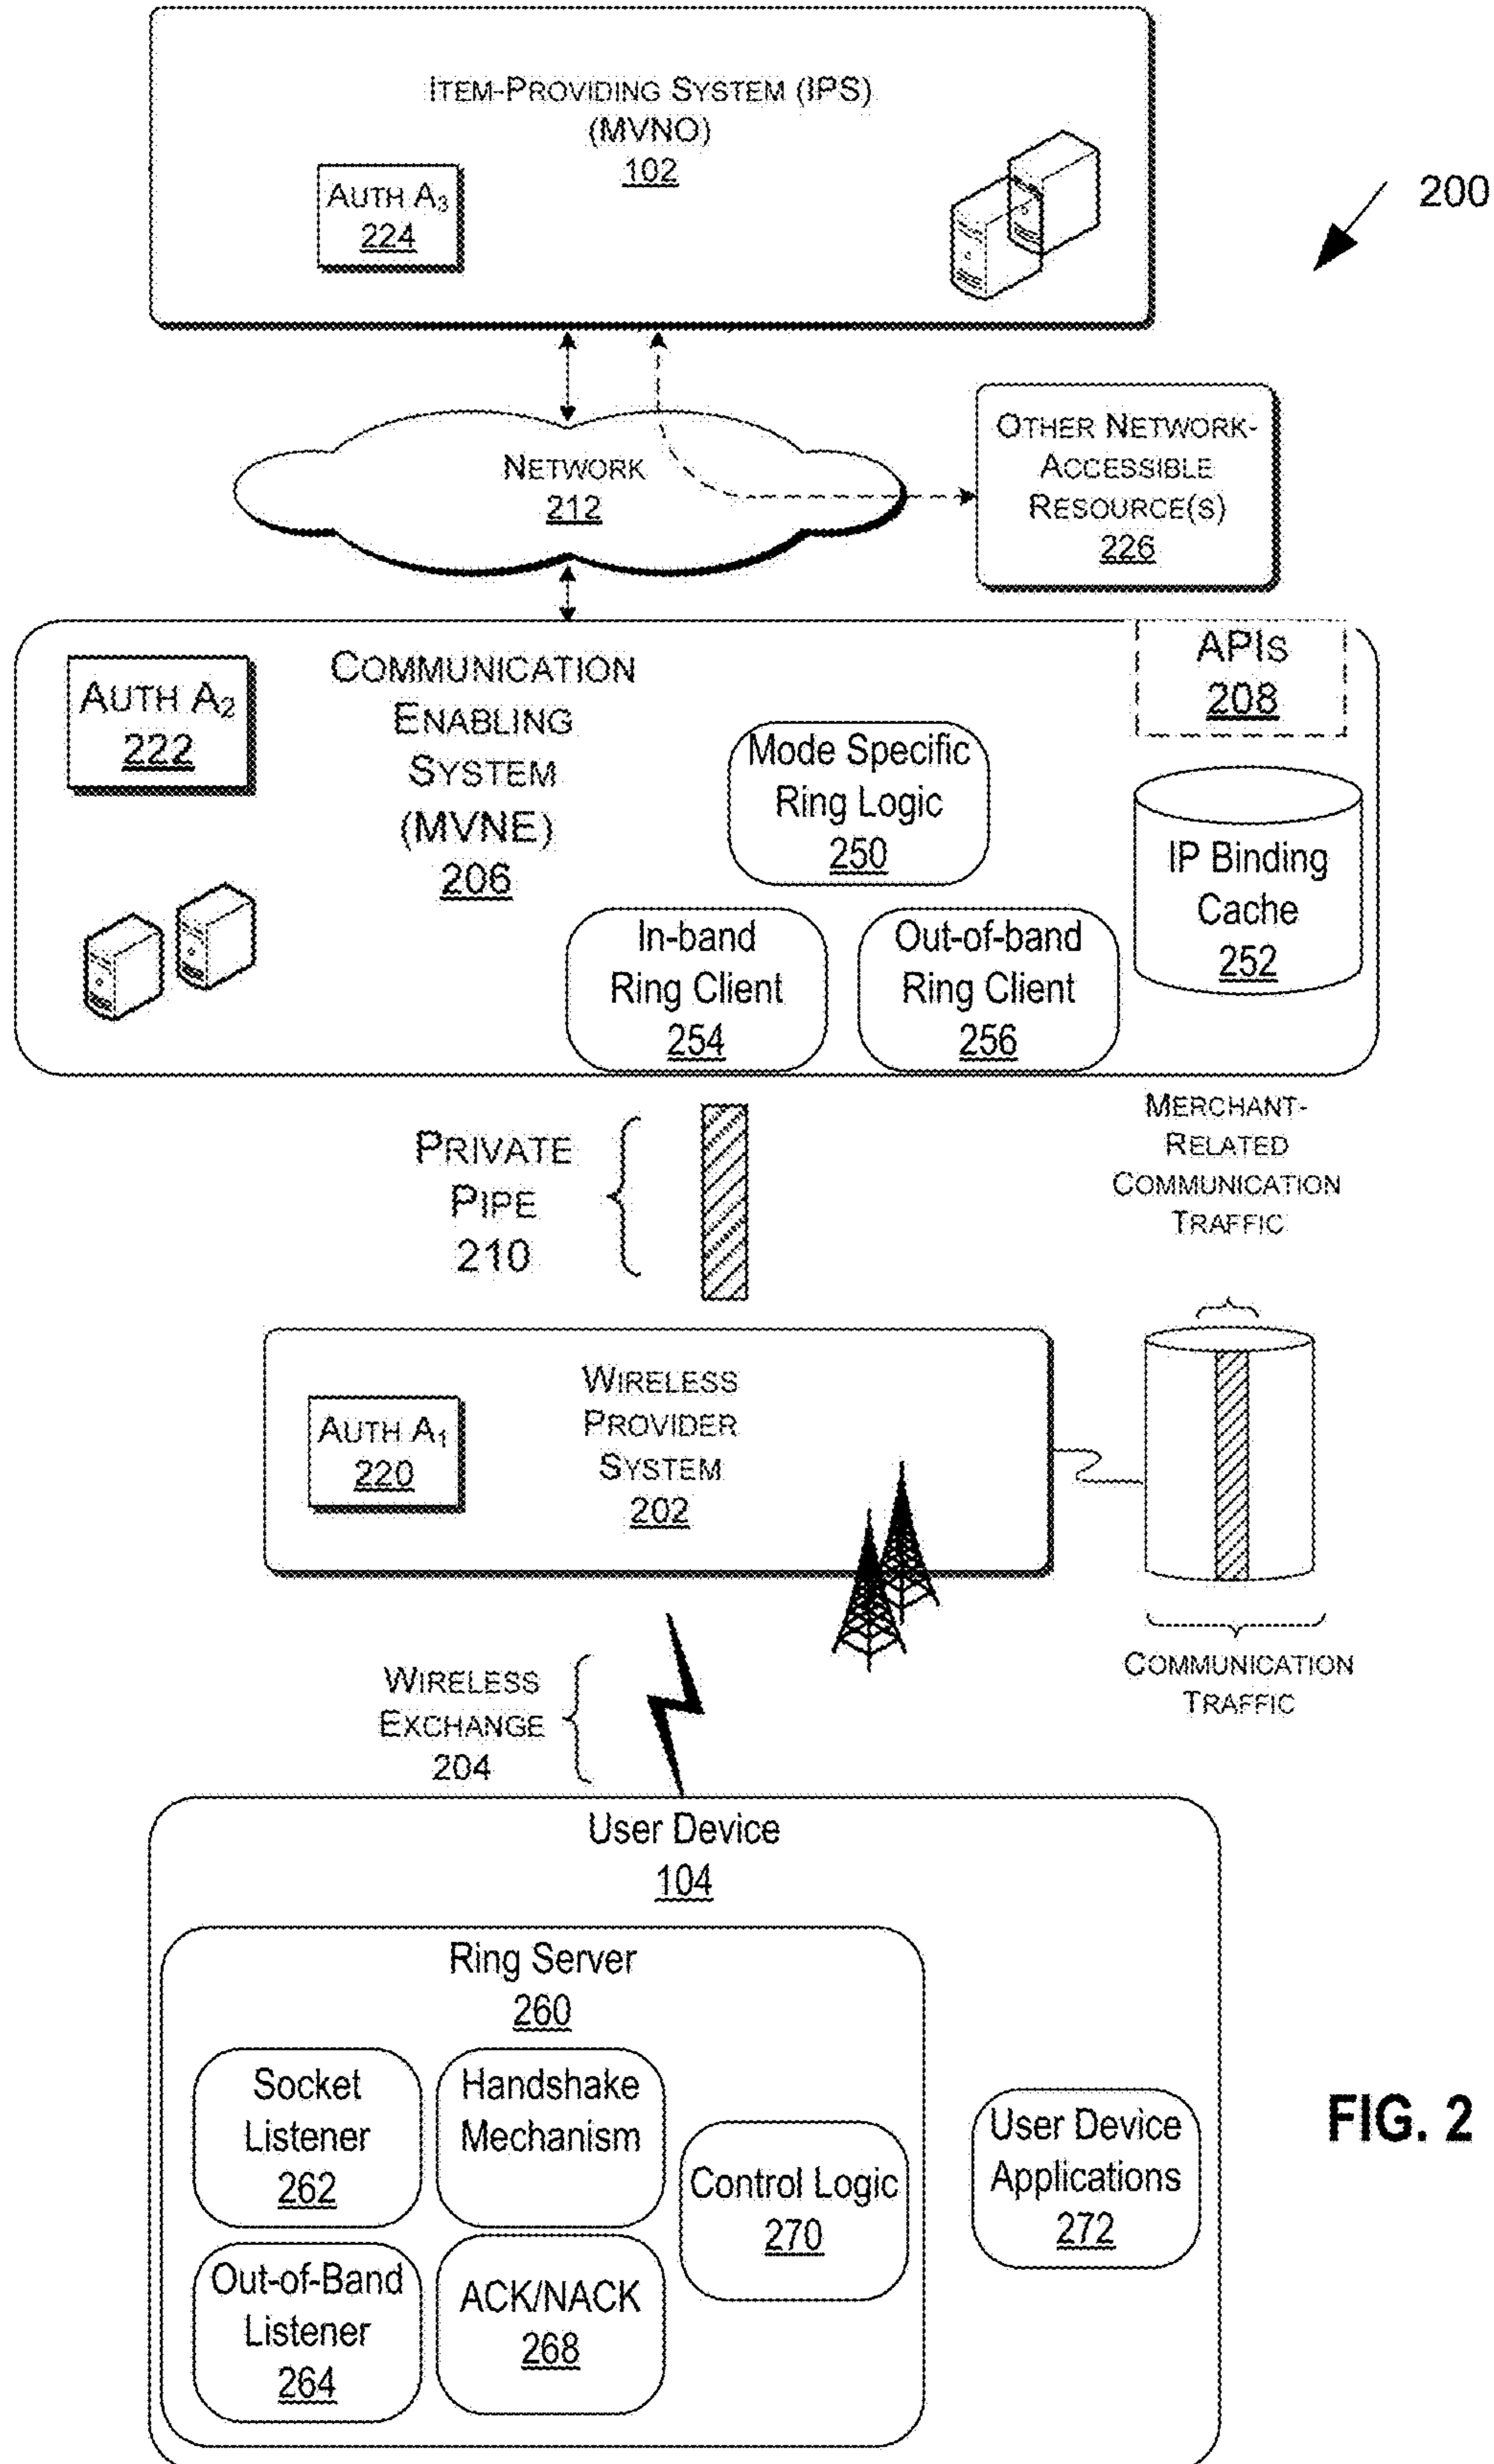 ITEM-PROVIDING SYSTEM (IPS)
(MVNO)
102
AUTH A3
224
200
NETWORK
212
OTHER NETWORK-
ACCESSIBLE
RESOURCE(S)
226
AUTH A2
222
COMMUNICATION
ENABLING
SYSTEM
(MVNE)
206
APIS
208
Mode Specific
Ring Logic
250
IP Binding
Cache
252
In-band
Ring Client
254
Out-of-band
Ring Client
256
PRIVATE
PIPE
210
MERCHANT-
RELATED
COMMUNICATION
TRAFFIC
WIRELESS
PROVIDER
SYSTEM
202
AUTH A1
220
COMMUNICATION
TRAFFIC
WIRELESS
EXCHANGE
204
User Device
104
Ring Server
260
Socket
Listener
262
Handshake
Mechanism
Out-of-Band
Listener
264
ACK/NACK
268
Control Logic
270
User Device
Applications
272
FIG. 2